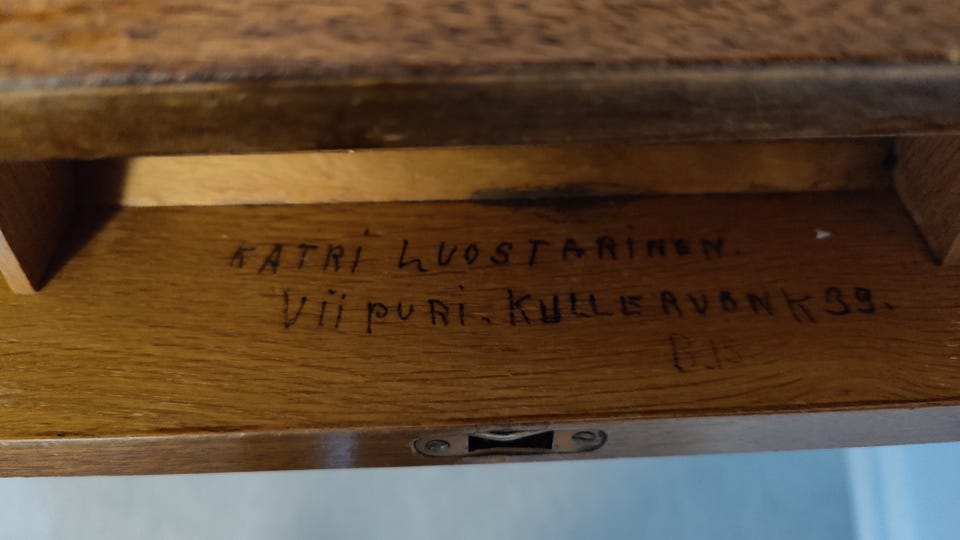 KATRI LUOSTARINEN.
Viipuri. KULLERVONK 39.